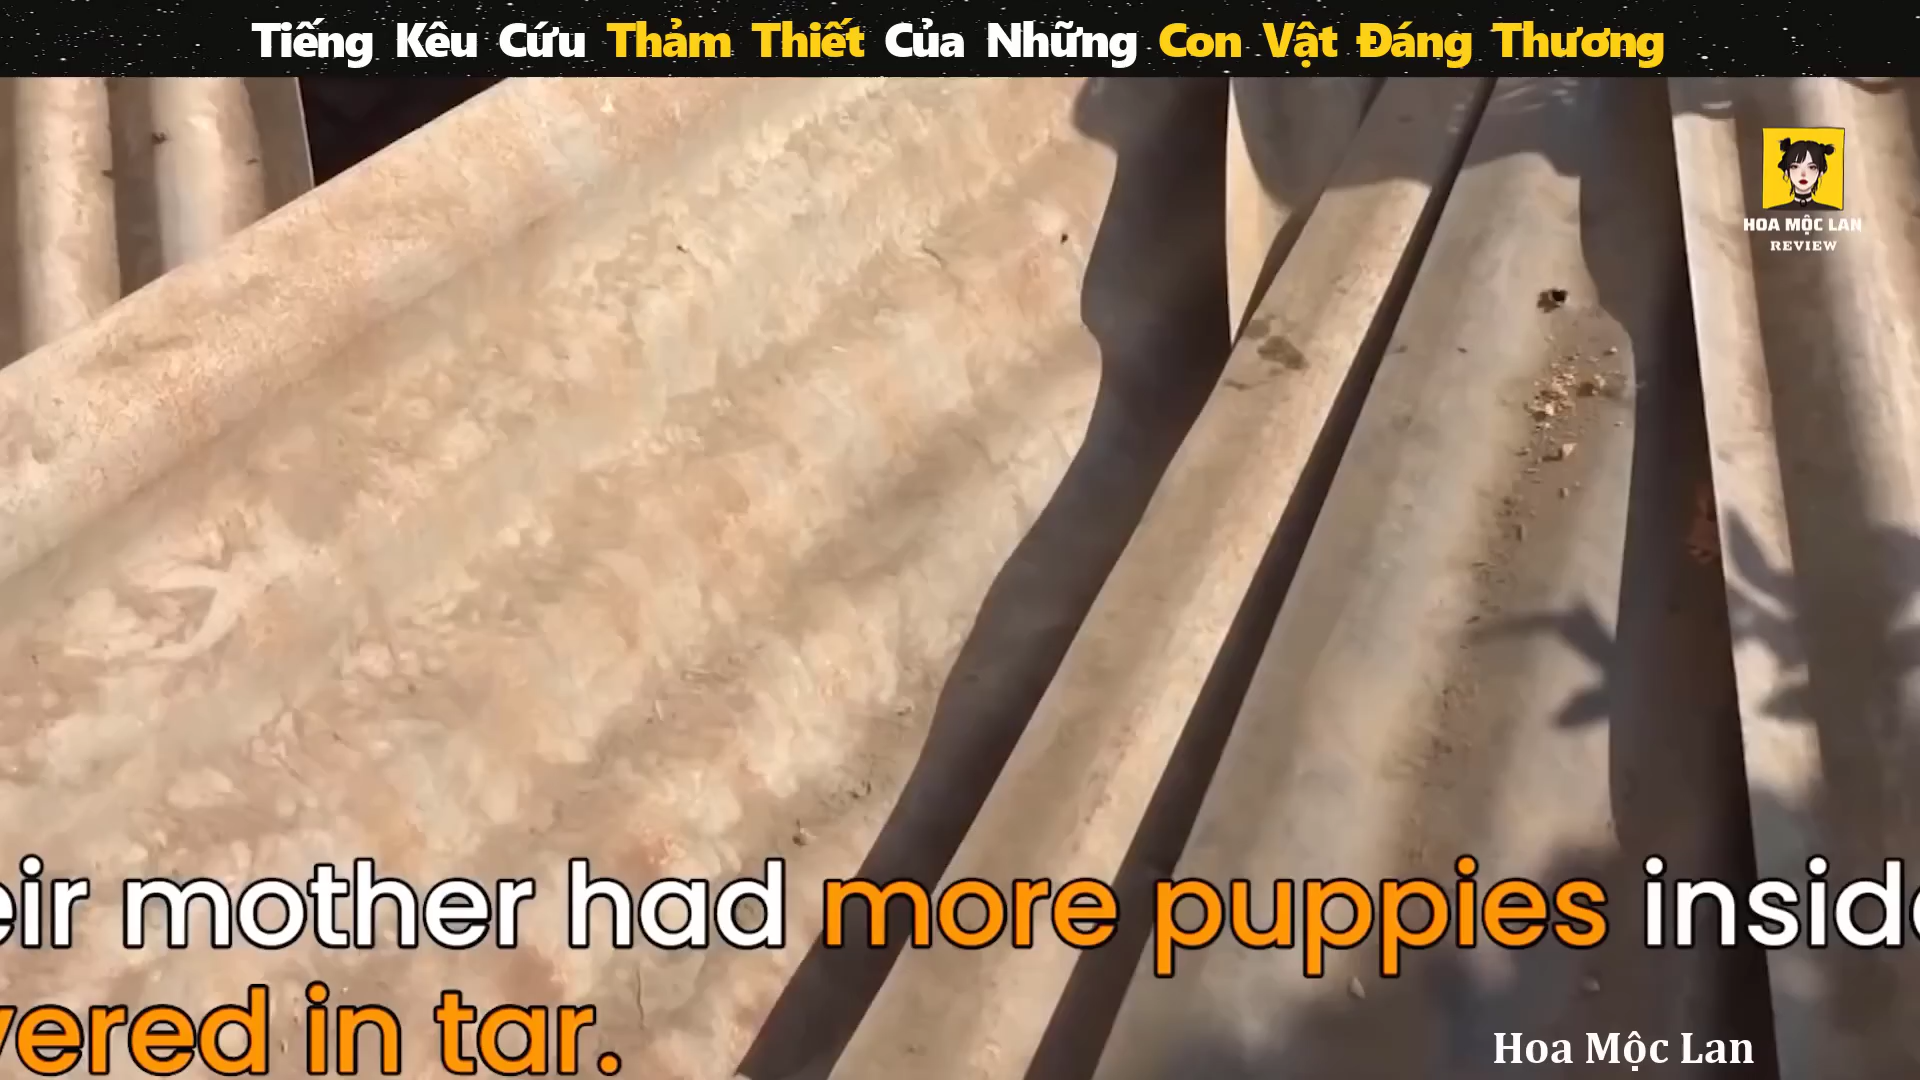 Tiếng Kêu Cứu Thảm Thiết Của Những Con Vật Đáng Thương
HOA MỘC LAN
REVIEW
eir mother had more puppies inside
vered in tar.
Hoa Mộc Lan